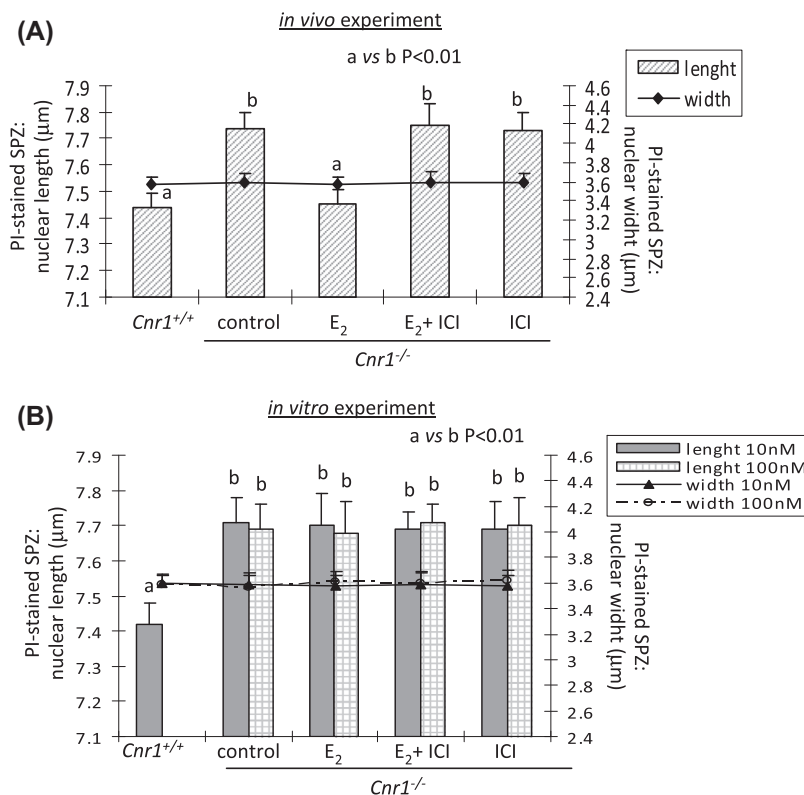 (A)
in vivo experiment
a vs b P<0.01
lenght
width
PI-stained SPZ:
nuclear length (μm)
7.9
7.8
7.7
7.6
7.5
7.4
7.3
7.2
7.1
a
b
a
b
b
4.6
4.4
4.2
4
3.8
3.6
3.4
3.2
3
2.8
2.6
2.4
PI-stained SPZ:
nuclear widht (μm)
Cnr1+/+
control
E2
E2+ ICI
ICI
Cnr1-/-
(B)
in vitro experiment
a vs b P<0.01
lenght 10nM
lenght 100nM
width 10nM
width 100nM
PI-stained SPZ:
nuclear length (μm)
7.9
7.8
7.7
7.6
7.5
7.4
7.3
7.2
7.1
a
b b
b b
b b
b b
4.6
4.4
4.2
4
3.8
3.6
3.4
3.2
3
2.8
2.6
2.4
PI-stained SPZ:
nuclear widht (μm)
Cnr1+/+
control
E2
E2+ ICI
ICI
Cnr1-/-